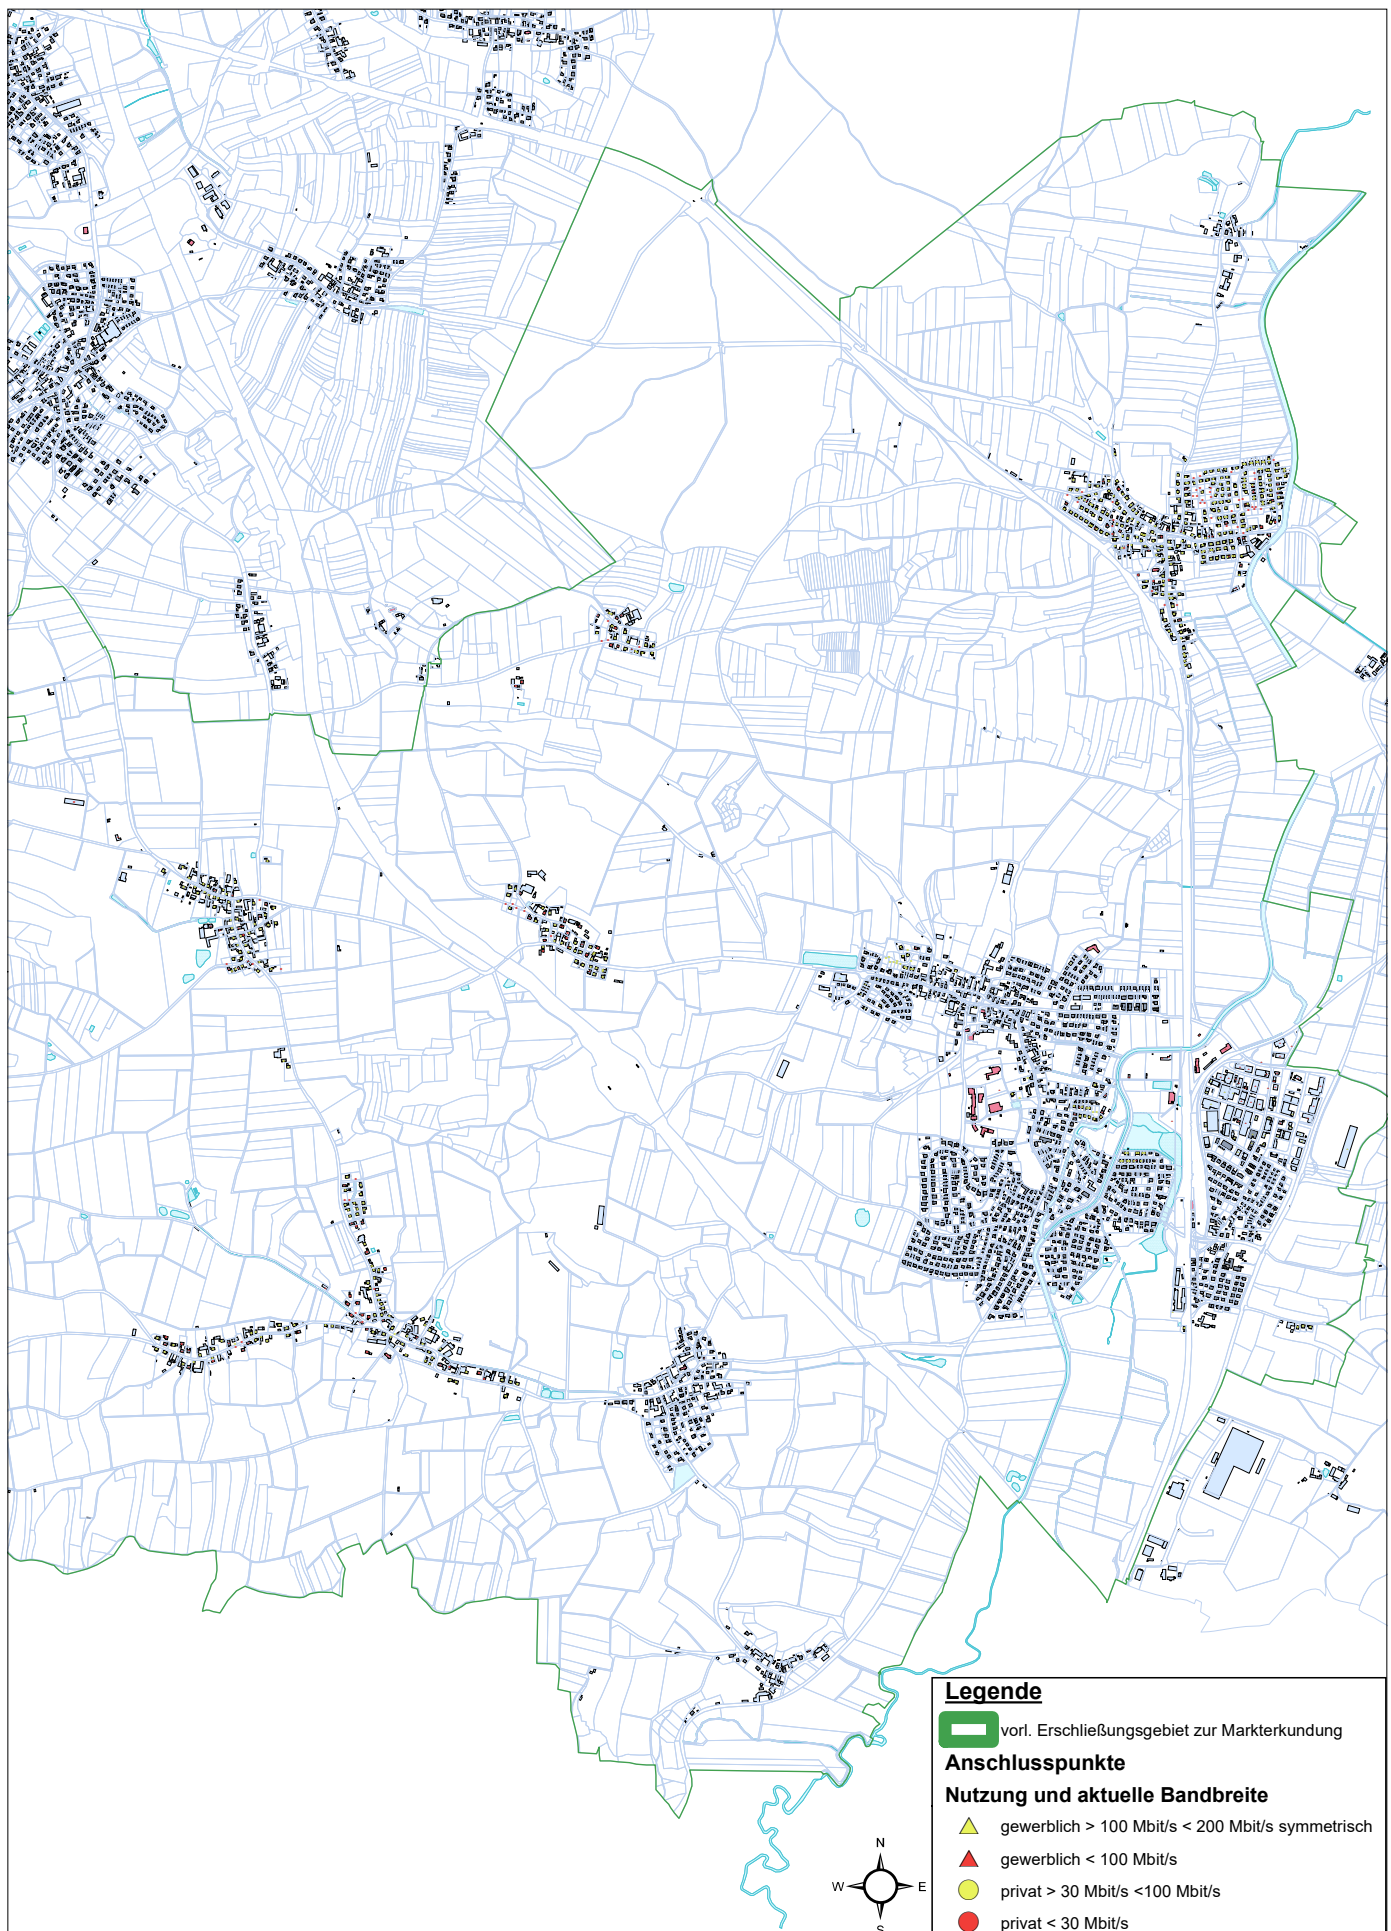 Legende
vorl. Erschließungsgebiet zur Markterkundung
Anschlusspunkte
Nutzung und aktuelle Bandbreite
gewerblich > 100 Mbit/s < 200 Mbit/s symmetrisch
gewerblich < 100 Mbit/s
privat > 30 Mbit/s <100 Mbit/s
privat < 30 Mbit/s
N
W E
S